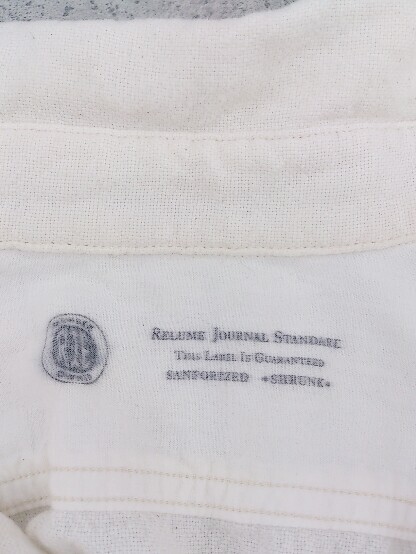 RELUME JOURNAL STANDARD
THIS LABEL IS GUARANTEED
SANFORIZED •SHRUNK•